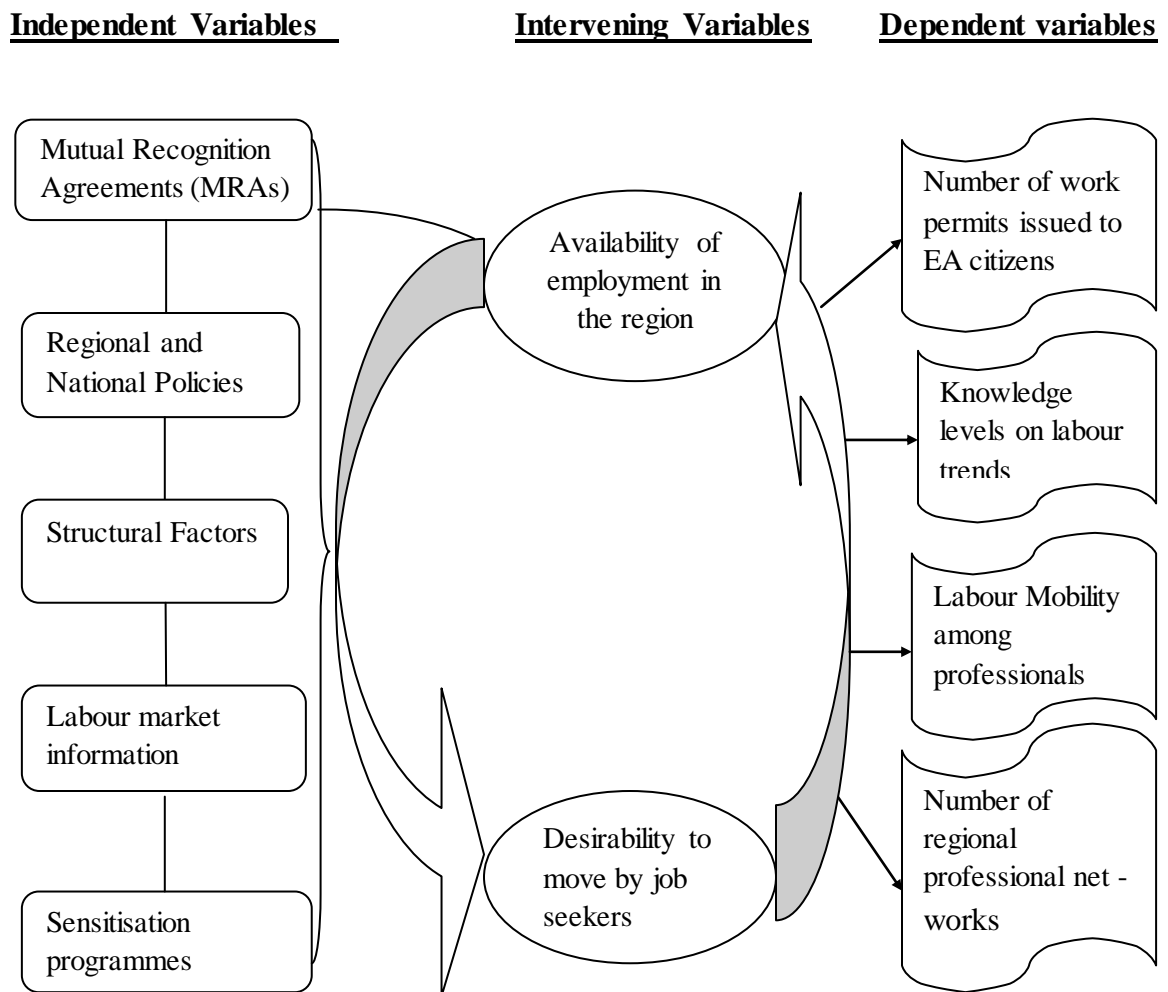 Independent Variables
Intervening Variables
Dependent variables
Mutual Recognition
Agreements (MRAs)
Regional and
National Policies
Structural Factors
Labour market
information
Sensitisation
programmes
Availability of
employment in
the region
Desirability to
move by job
seekers
Number of work
permits issued to
EA citizens
Knowledge
levels on labour
trends
Labour Mobility
among
professionals
Number of
regional
professional net -
works